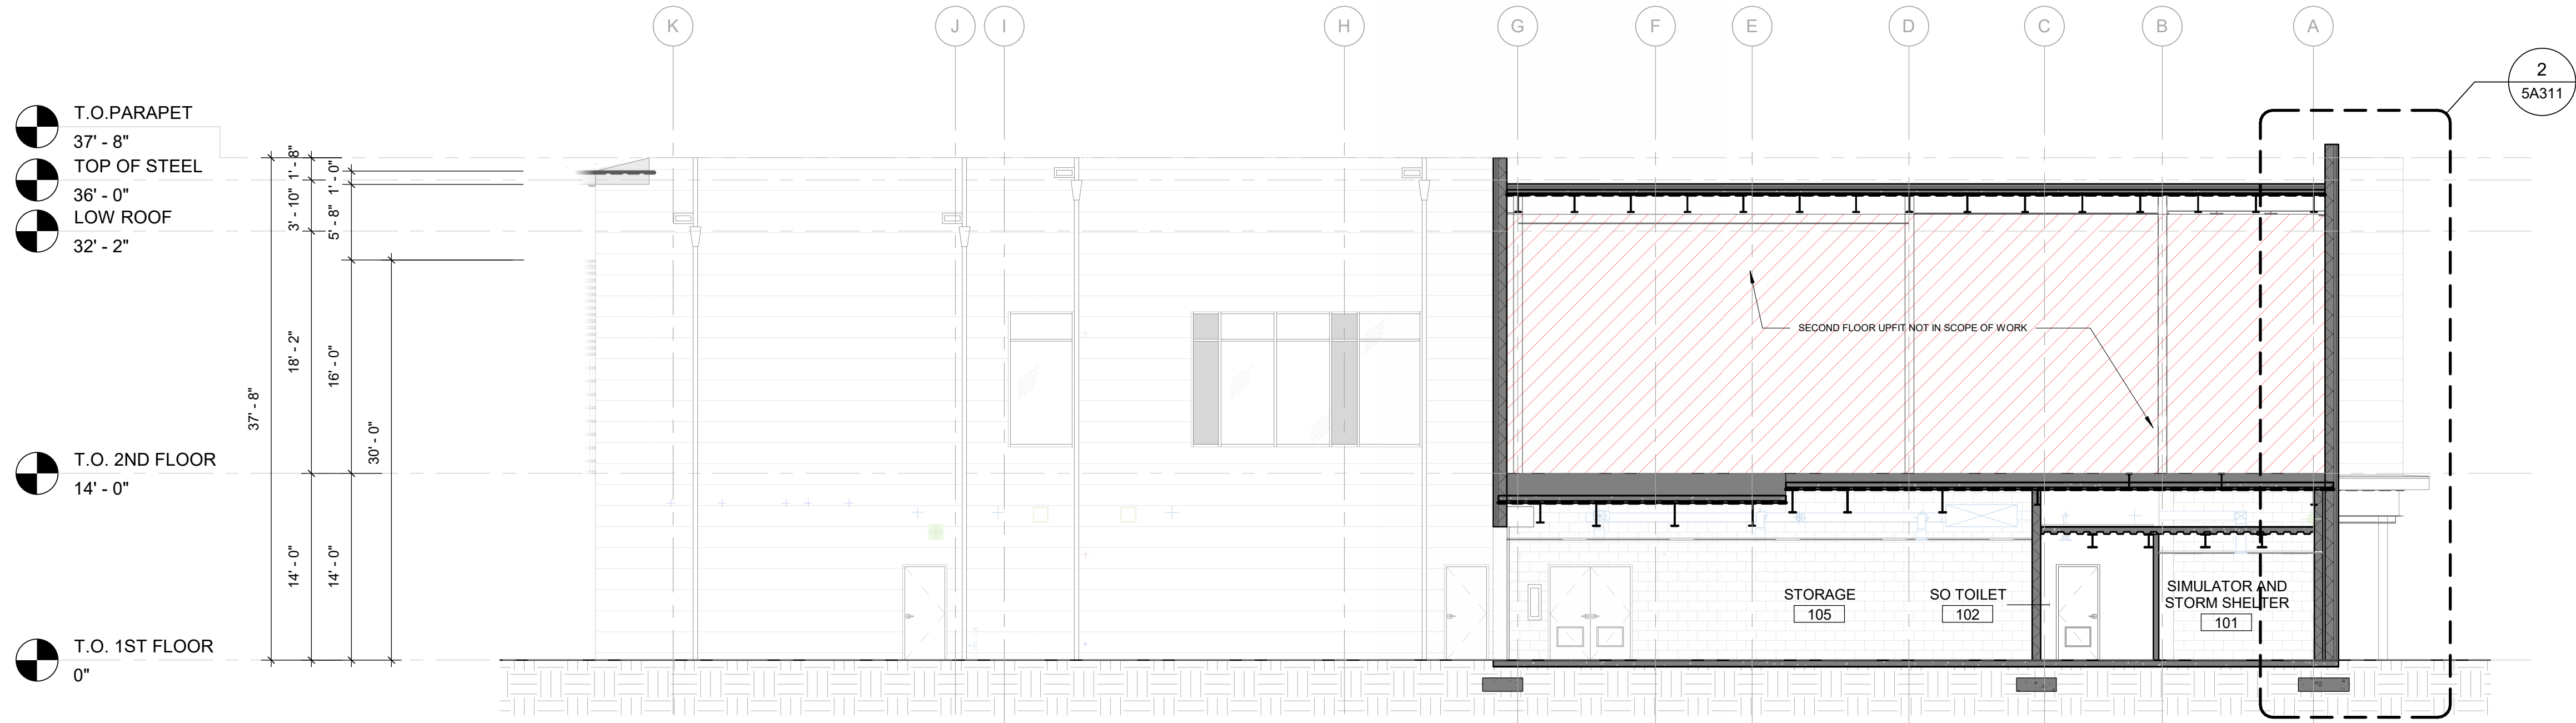 K
J
I
H
G
F
E
D
C
B
A
2
5A311
T.O.PARAPET
37' - 8"
TOP OF STEEL
36' - 0"
LOW ROOF
32' - 2"
T.O. 2ND FLOOR
14' - 0"
T.O. 1ST FLOOR
0"
37' - 8"
1' - 8"
3' - 10"
18' - 2"
14' - 0"
1' - 0"
5' - 8"
16' - 0"
14' - 0"
30' - 0"
SECOND FLOOR UPFIT NOT IN SCOPE OF WORK
STORAGE
105
SO TOILET
102
SIMULATOR AND
STORM SHELTER
101